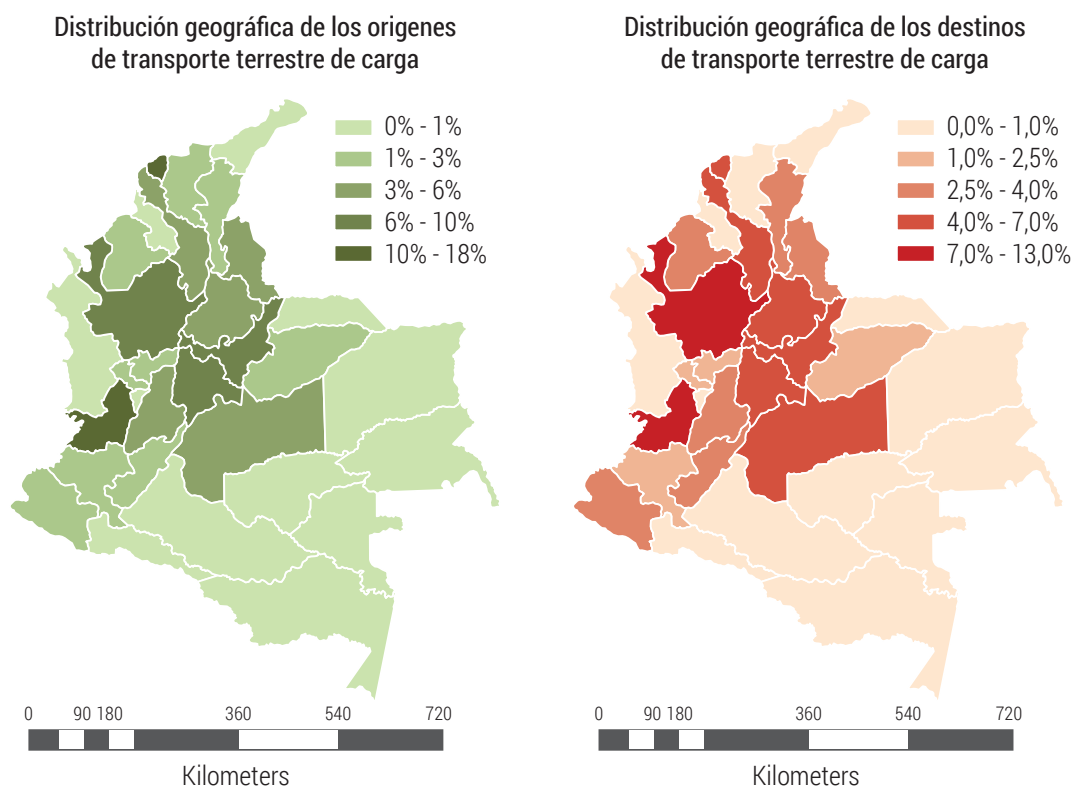 Distribución geográfica de los origenes
de transporte terrestre de carga
0% - 1%
1% - 3%
3% - 6%
6% - 10%
10% - 18%
0 90 180 360 540 720
Kilometers
Distribución geográfica de los destinos
de transporte terrestre de carga
0,0% - 1,0%
1,0% - 2,5%
2,5% - 4,0%
4,0% - 7,0%
7,0% - 13,0%
0 90 180 360 540 720
Kilometers